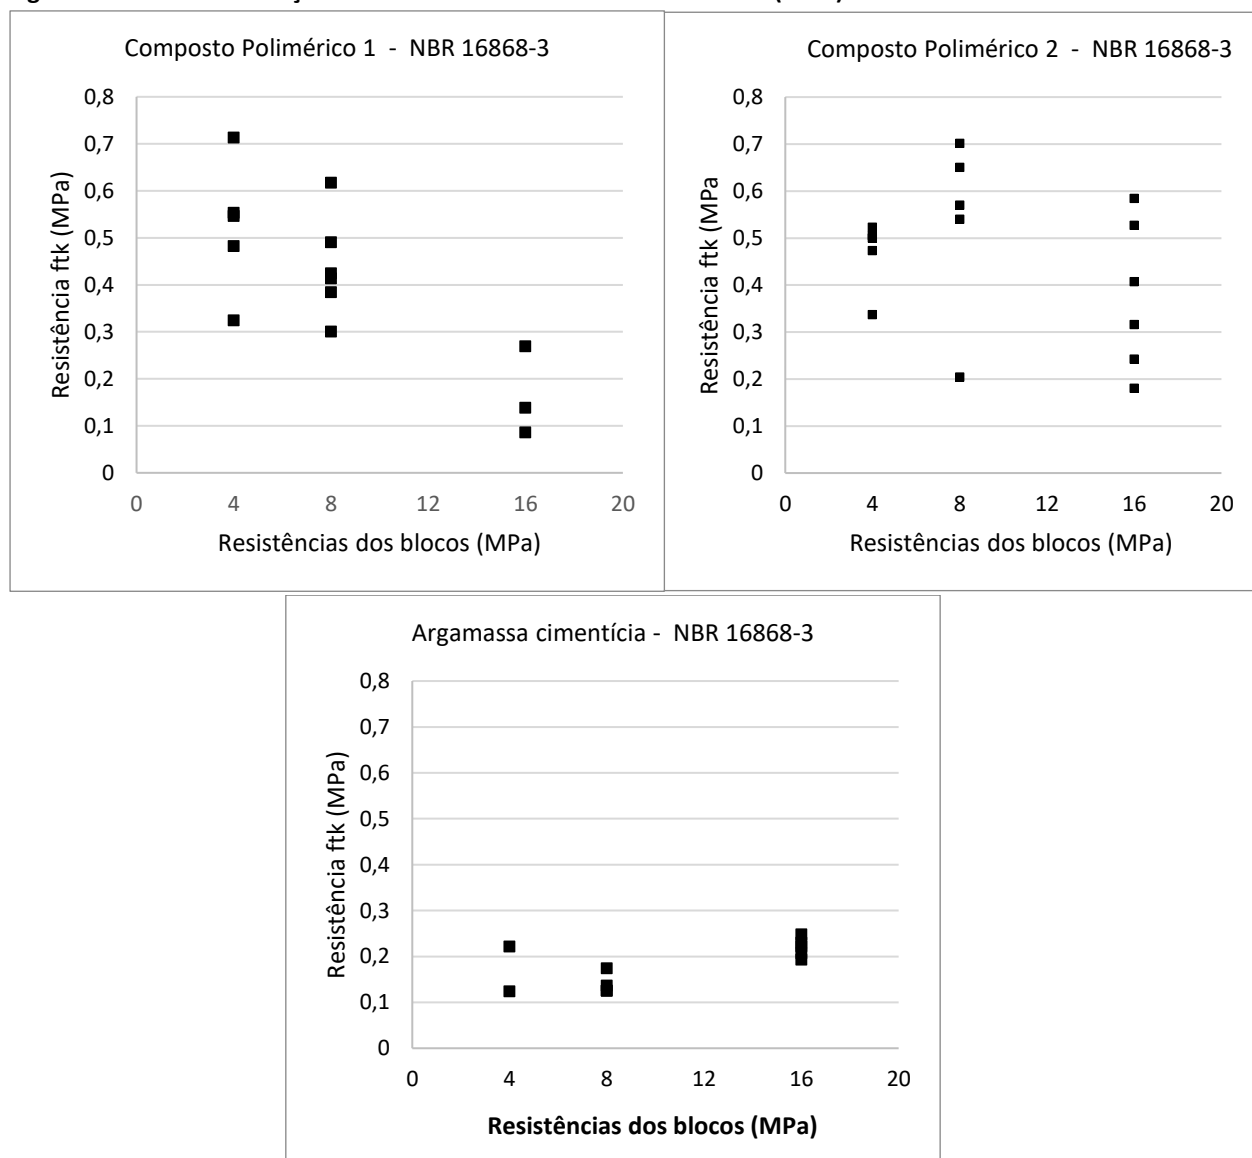 Composto Polimérico 1 - NBR 16868-3
0,8
0,7
0,6
0,5
0,4
0,3
0,2
0,1
0
0 4 8 12 16 20
Resistência ftk (MPa)
Resistências dos blocos (MPa)
Composto Polimérico 2 - NBR 16868-3
0,8
0,7
0,6
0,5
0,4
0,3
0,2
0,1
0
0 4 8 12 16 20
Resistência ftk (MPa
Resistências dos blocos (MPa)
Argamassa cimentícia - NBR 16868-3
0,8
0,7
0,6
0,5
0,4
0,3
0,2
0,1
0
0 4 8 12 16 20
Resistência ftk (MPa)
Resistências dos blocos (MPa)